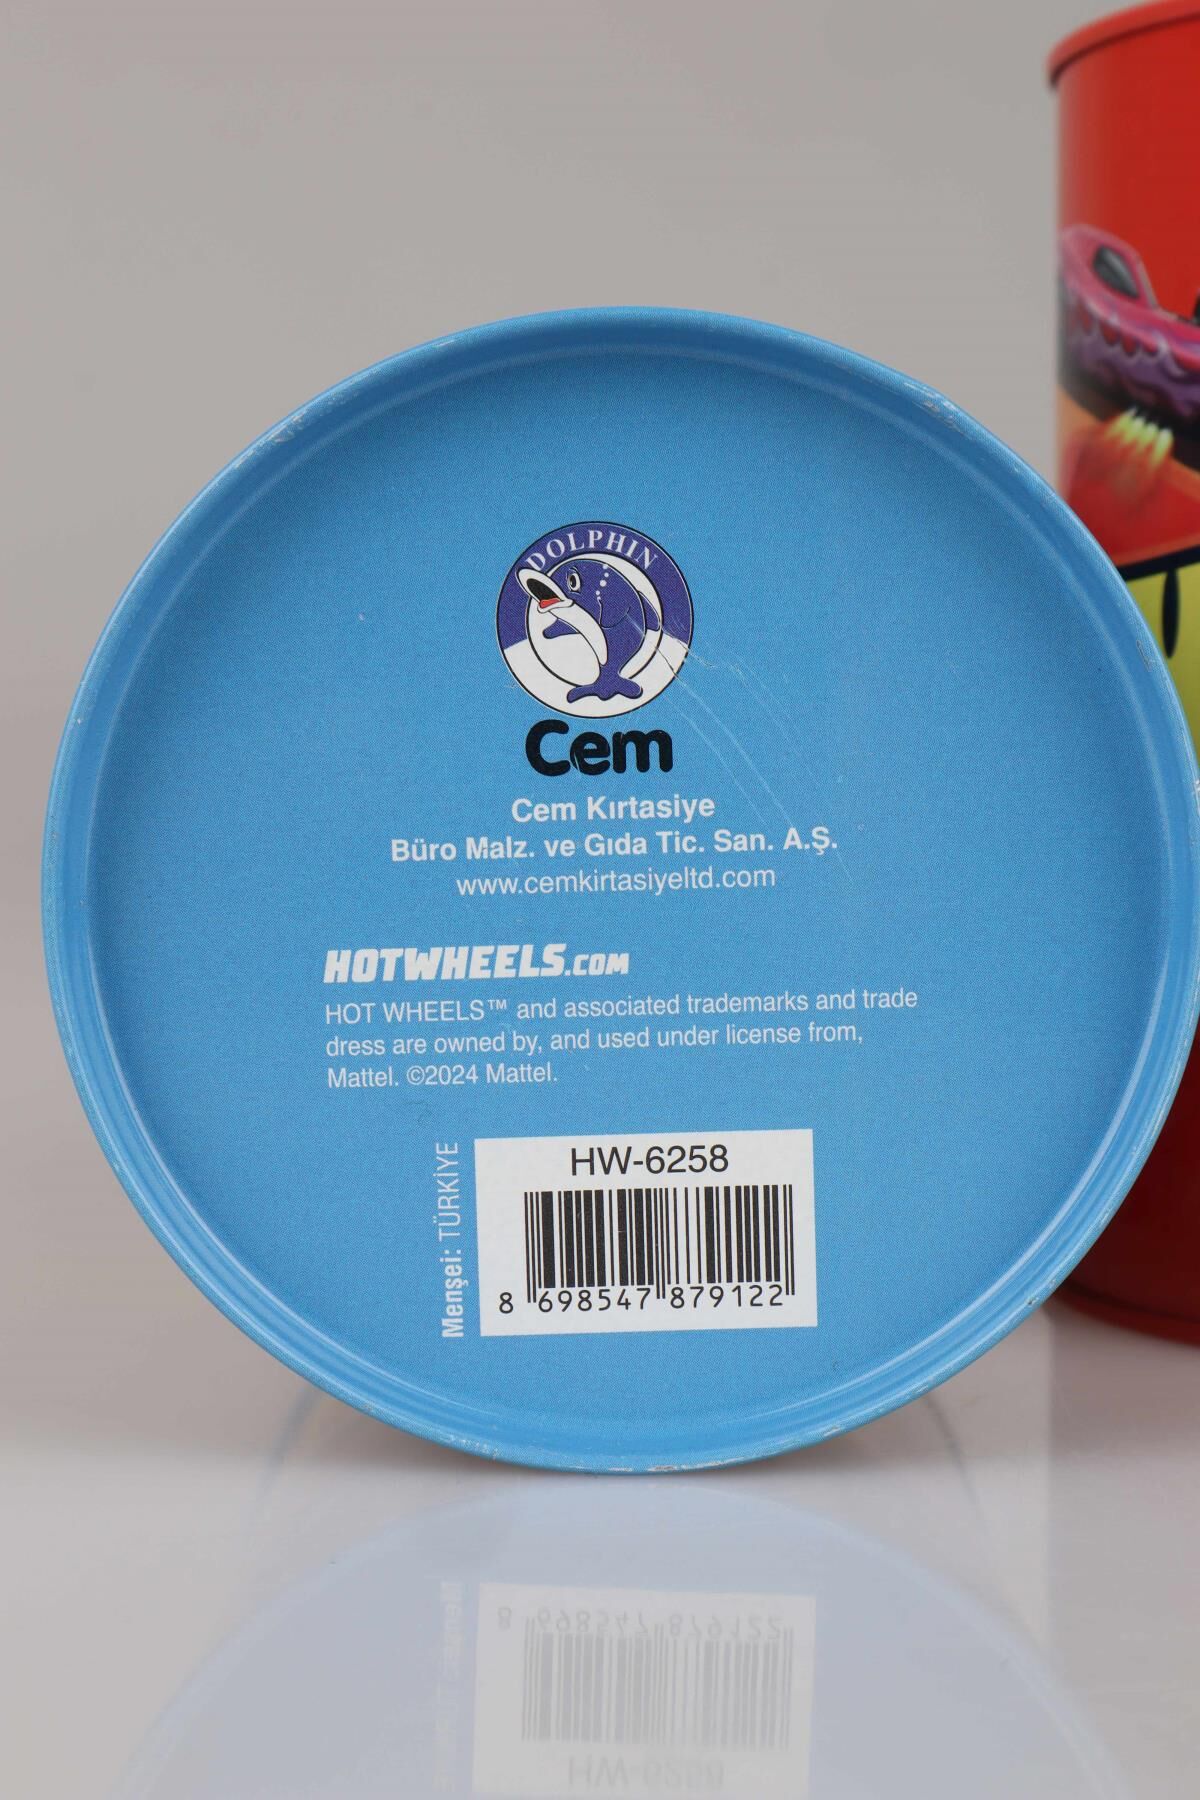 DOLPHIN
Cem
Cem Kırtasiye
Büro Malz. ve Gıda Tic. San. A.Ş.
www.cemkirtasiyeltd.com
HOTWHEELS.COM
HOT WHEELS™ and associated trademarks and trade
dress are owned by, and used under license from,
Mattel. ©2024 Mattel.
Menşei: TÜRKİYE
HW-6258
8 698547 879122